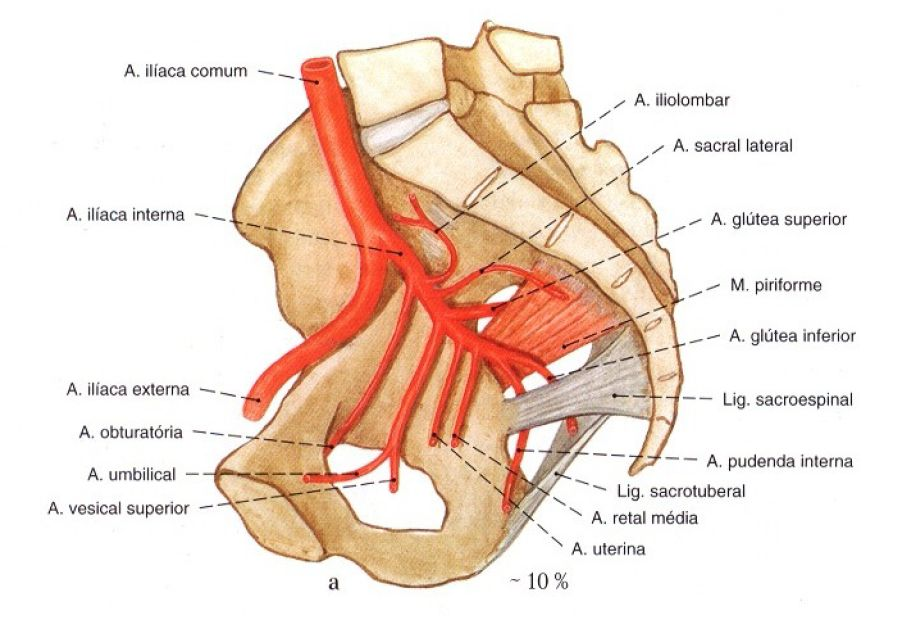 A. ilíaca comum
A. iliolombar
A. sacral lateral
A. ilíaca interna
A. glútea superior
M. piriforme
A. glútea inferior
A. ilíaca externa
Lig. sacroespinal
A. obturatória
A. pudenda interna
A. umbilical
Lig. sacrotuberal
A. vesical superior
A. retal média
A. uterina
a
~ 10 %